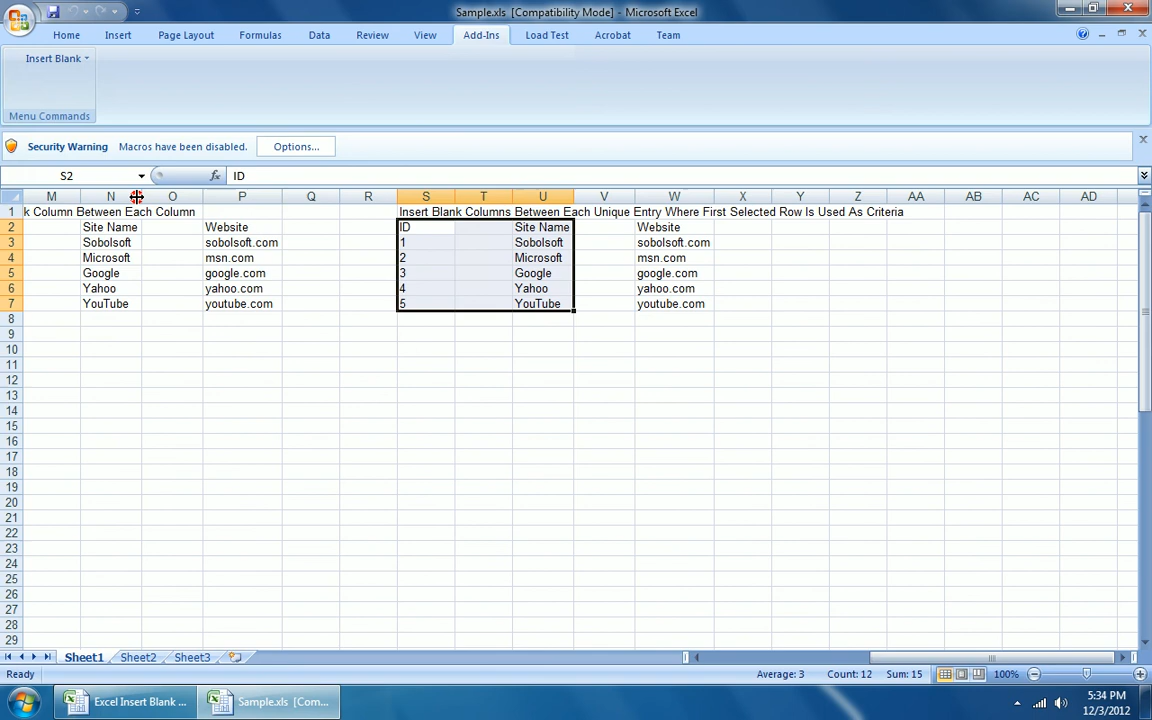 Sample.xls [Compatibility Mode] - Microsoft Excel
Home Insert Page Layout Formulas Data Review View Add-Ins Load Test Acrobat Team
Insert Blank
Menu Commands
Security Warning Macros have been disabled. Options...
S2 fx ID
M N O P Q R S T U V W X Y Z AA AB AC AD
1 k Column Between Each Column Insert Blank Columns Between Each Unique Entry Where First Selected Row Is Used As Criteria
2 Site Name Website ID Site Name Website
3 Sobolsoft sobolsoft.com 1 Sobolsoft sobolsoft.com
4 Microsoft msn.com 2 Microsoft msn.com
5 Google google.com 3 Google google.com
6 Yahoo yahoo.com 4 Yahoo yahoo.com
7 YouTube youtube.com 5 YouTube youtube.com
8
9
10
11
12
13
14
15
16
17
18
19
20
21
22
23
24
25
26
27
28
29
Sheet1 Sheet2 Sheet3
Ready Average: 3 Count: 12 Sum: 15 100%
Excel Insert Blank ... Sample.xls [Com... 5:34 PM
12/3/2012